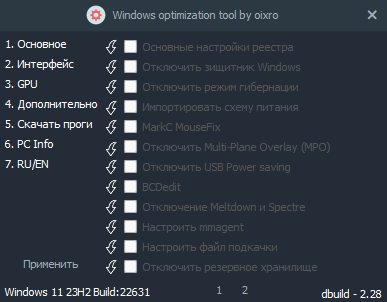 Windows optimization tool by oixro
1. Основное
2. Интерфейс
3. GPU
4. Дополнительно
5. Скачать проги
6. PC Info
7. RU/EN
Основные настройки реестра
Отключить зищитник Windows
Отключить режим гибернации
Импортировать схему питания
MarkC MouseFix
Отключить Multi-Plane Overlay (MPO)
Отключить USB Power saving
BCDedit
Отключение Meltdown и Spectre
Настроить mmagent
Настроить файл подкачки
Отключить резервное хранилище
Применить
1 2
Windows 11 23H2 Build:22631
dbuild - 2.28